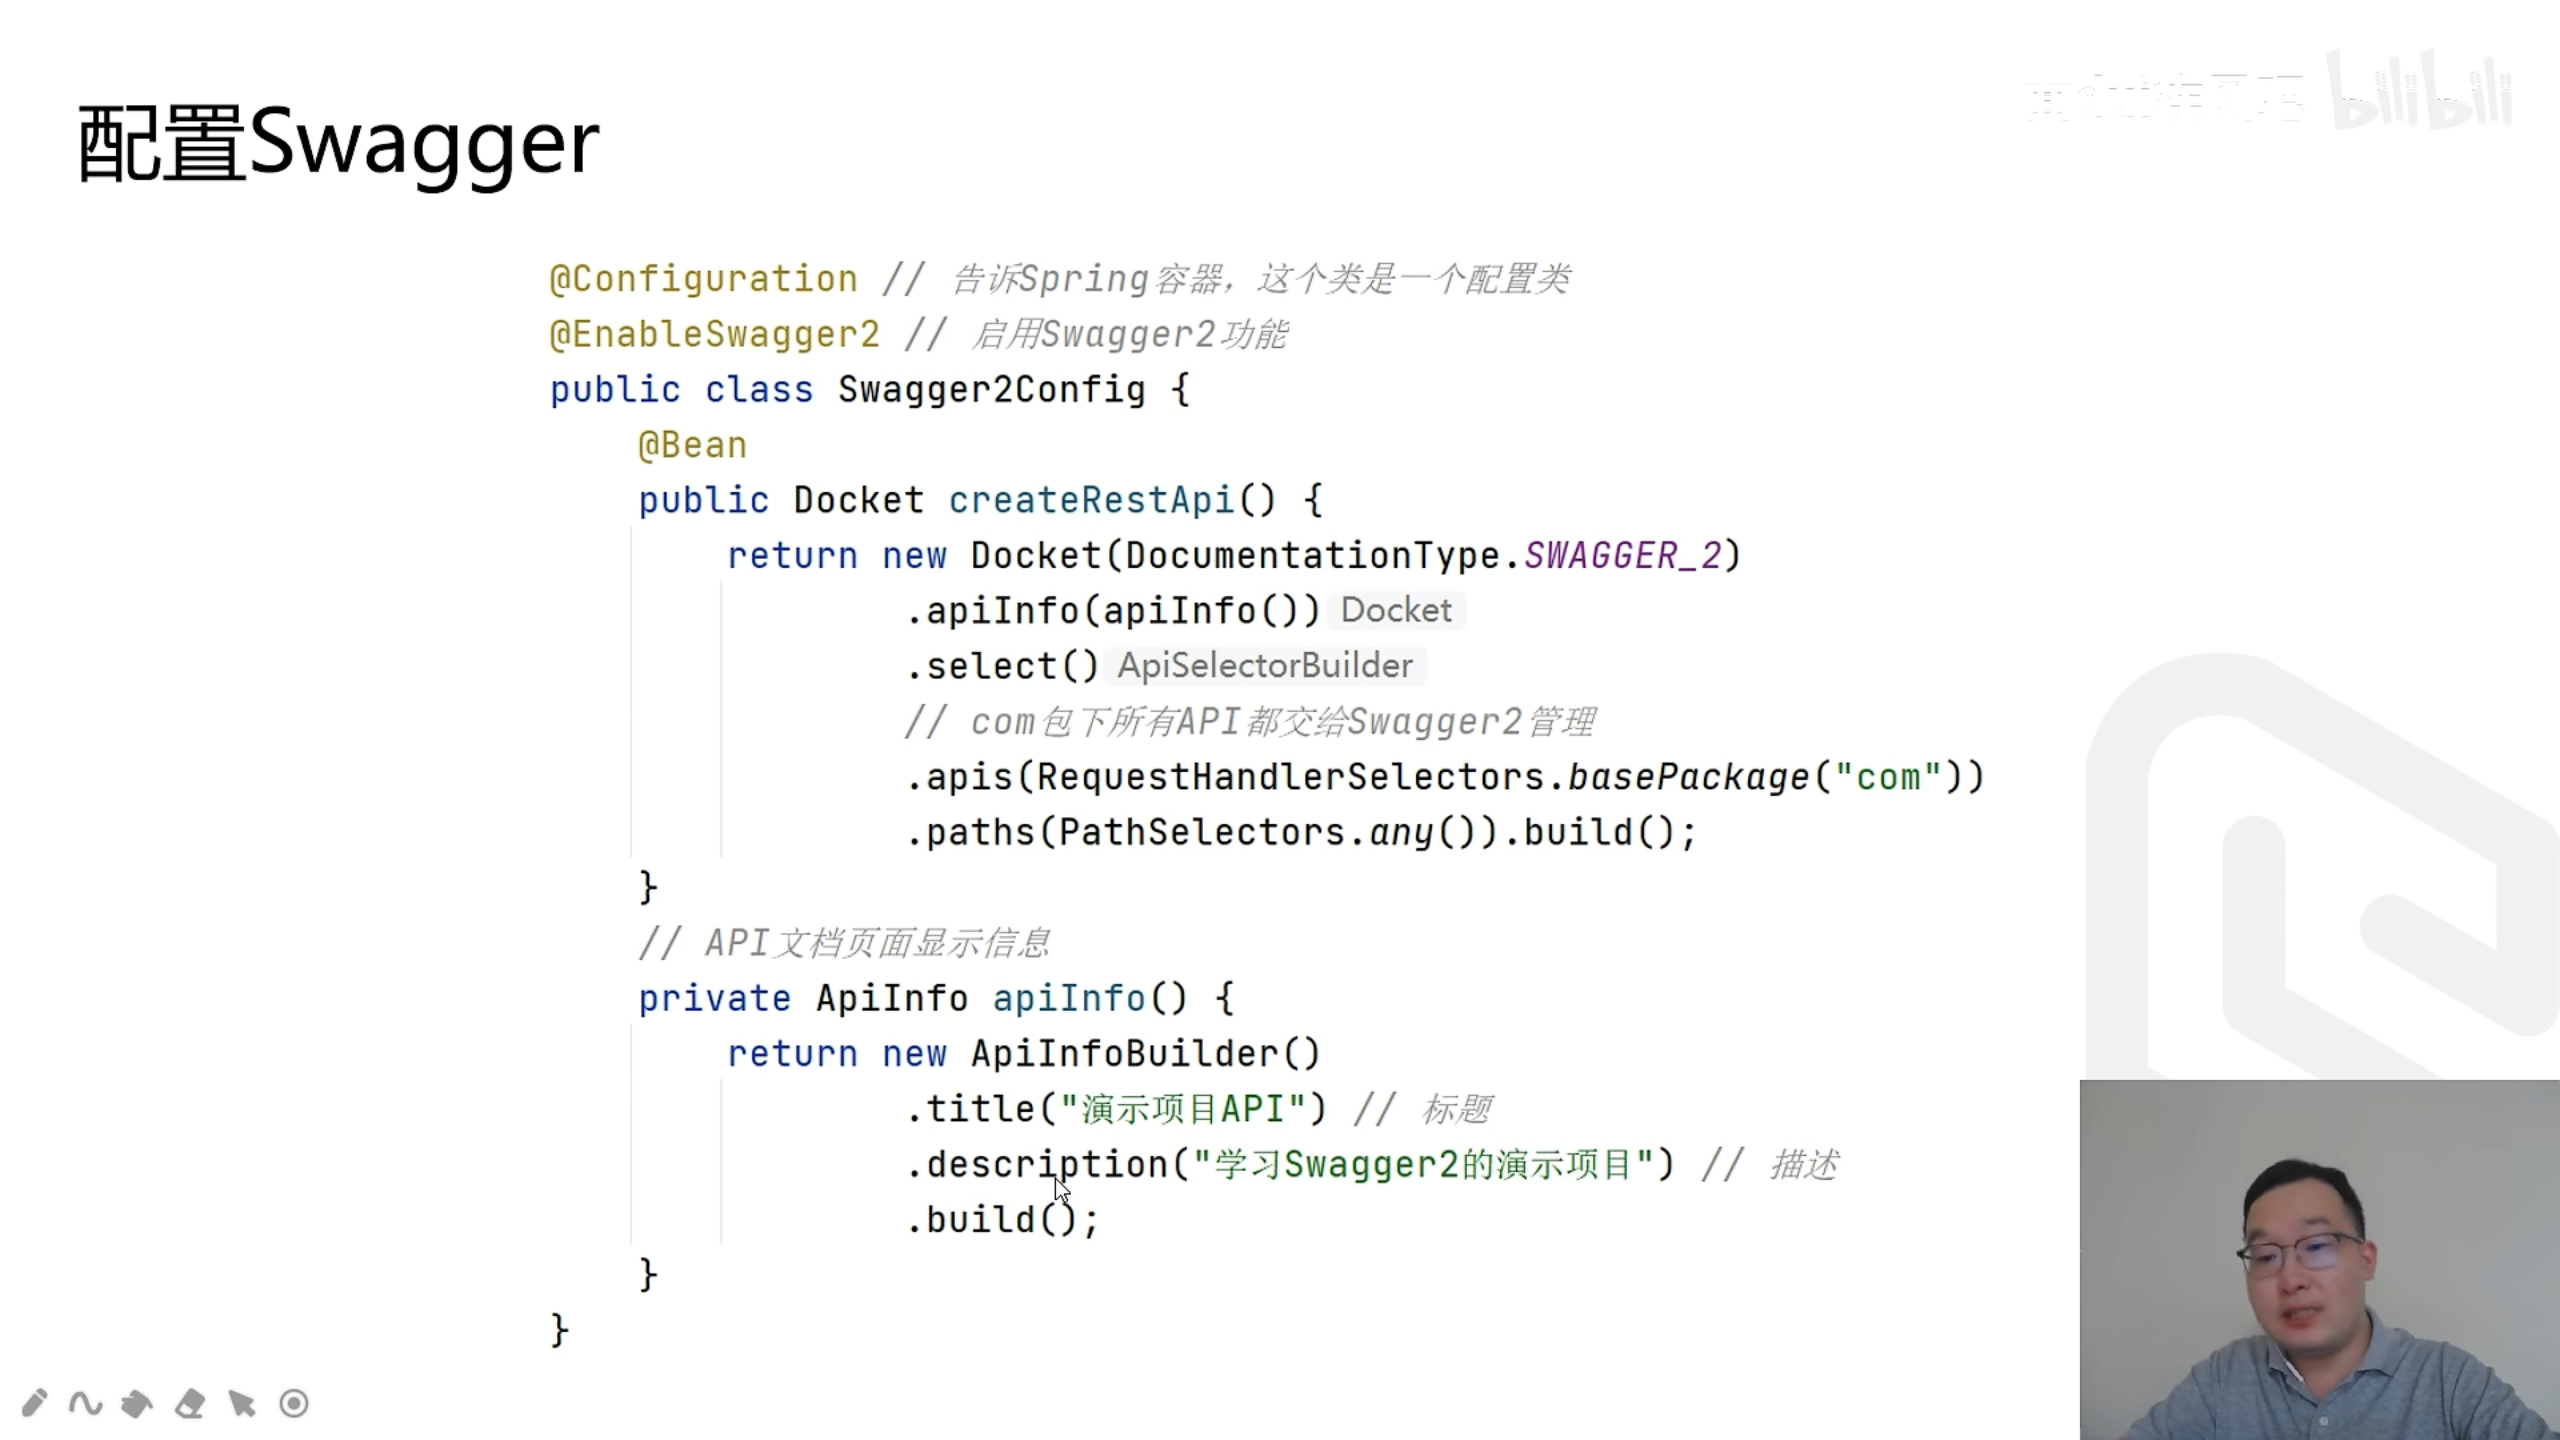 配置Swagger
bilibili
@Configuration // 告诉Spring容器，这个类是一个配置类
@EnableSwagger2 // 启用Swagger2功能
public class Swagger2Config {
@Bean
public Docket createRestApi() {
return new Docket(DocumentationType.SWAGGER_2)
.apiInfo(apiInfo()) Docket
.select() ApiSelectorBuilder
// com包下所有API都交给Swagger2管理
.apis(RequestHandlerSelectors.basePackage("com"))
.paths(PathSelectors.any()).build();
}
// API文档页面显示信息
private ApiInfo apiInfo() {
return new ApiInfoBuilder()
.title("演示项目API") // 标题
.description("学习Swagger2的演示项目") // 描述
.build();
}
}